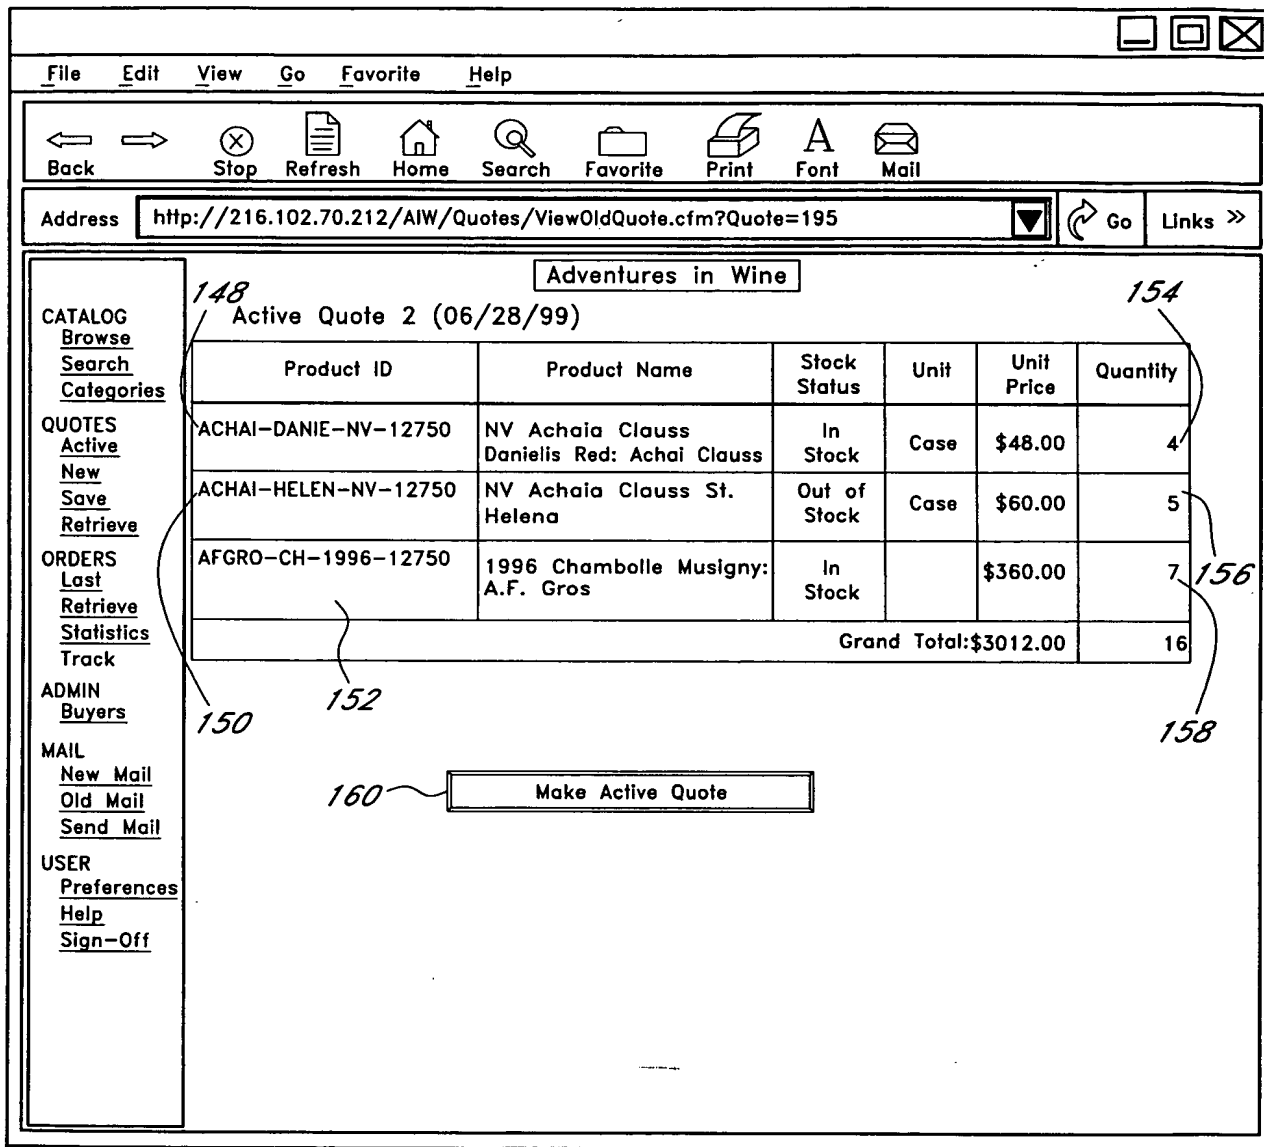 File Edit View Go Favorite Help
Back Stop Refresh Home Search Favorite Print A Font Mail
Address http://216.102.70.212/AIW/Quotes/ViewOldQuote.cfm?Quote=195 Go Links >>
Adventures in Wine
148
154
Active Quote 2 (06/28/99)
CATALOG
Browse
Search
Categories
QUOTES
Active
New
Save
Retrieve
ORDERS
Last
Retrieve
Statistics
Track
ADMIN
Buyers
MAIL
New Mail
Old Mail
Send Mail
USER
Preferences
Help
Sign-Off
Product ID Product Name Stock Status Unit Unit Price Quantity
ACHAI-DANIE-NV-12750 NV Achaia Clauss In Case $48.00 4
Danielis Red: Achai Clauss Stock
ACHAI-HELEN-NV-12750 NV Achaia Clauss St. Out of Case $60.00 5
Helena Stock
AFGRO-CH-1996-12750 1996 Chambolle Musigny: In $360.00 7
A.F. Gros Stock
156
Grand Total:$3012.00 16
152
150
158
160
Make Active Quote